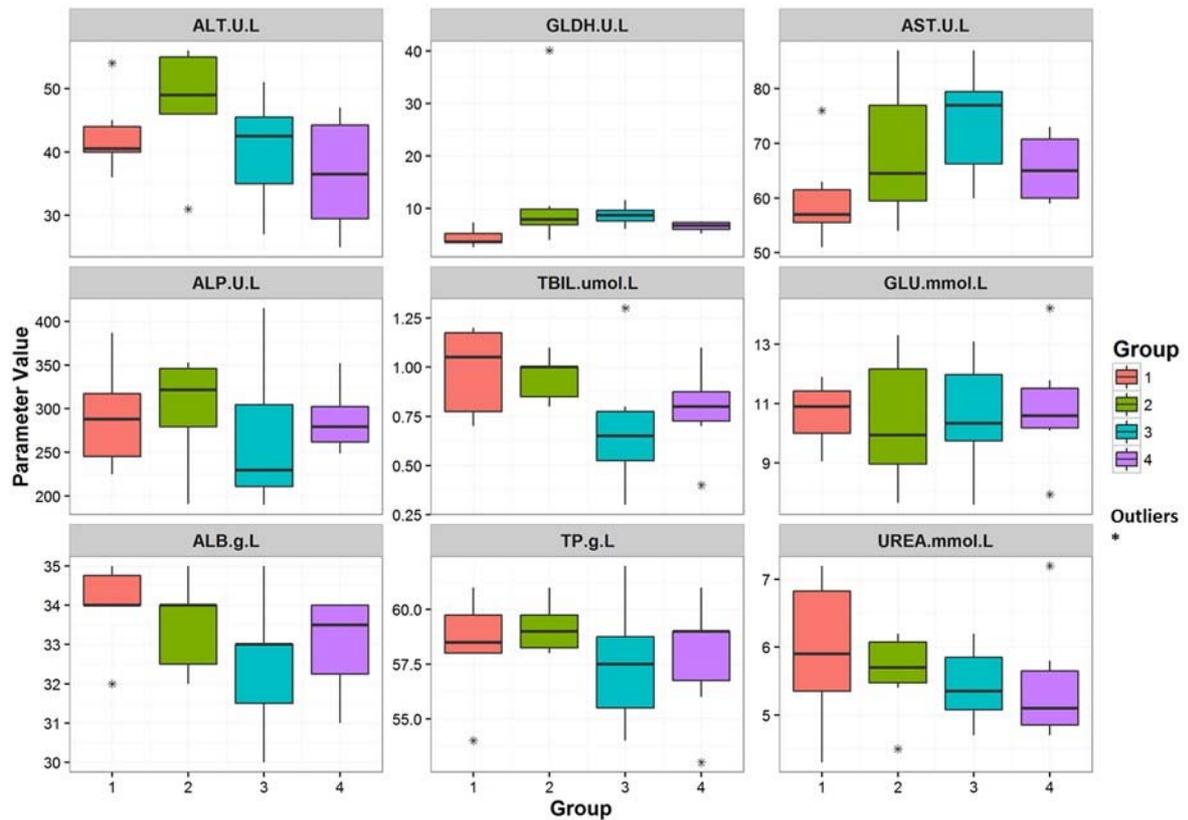 ALT.U.L
GLDH.U.L
AST.U.L
50
40
30
40
30
20
10
80
70
60
50
ALP.U.L
TBIL.umol.L
GLU.mmol.L
400
350
300
250
200
1.25
1.00
0.75
0.50
0.25
13
11
9
ALB.g.L
TP.g.L
UREA.mmol.L
35
34
33
32
31
30
60.0
57.5
55.0
7
6
5
1 2 3 4
1 2 3 4
1 2 3 4
Parameter Value
Group
Group
1
2
3
4
Outliers
*